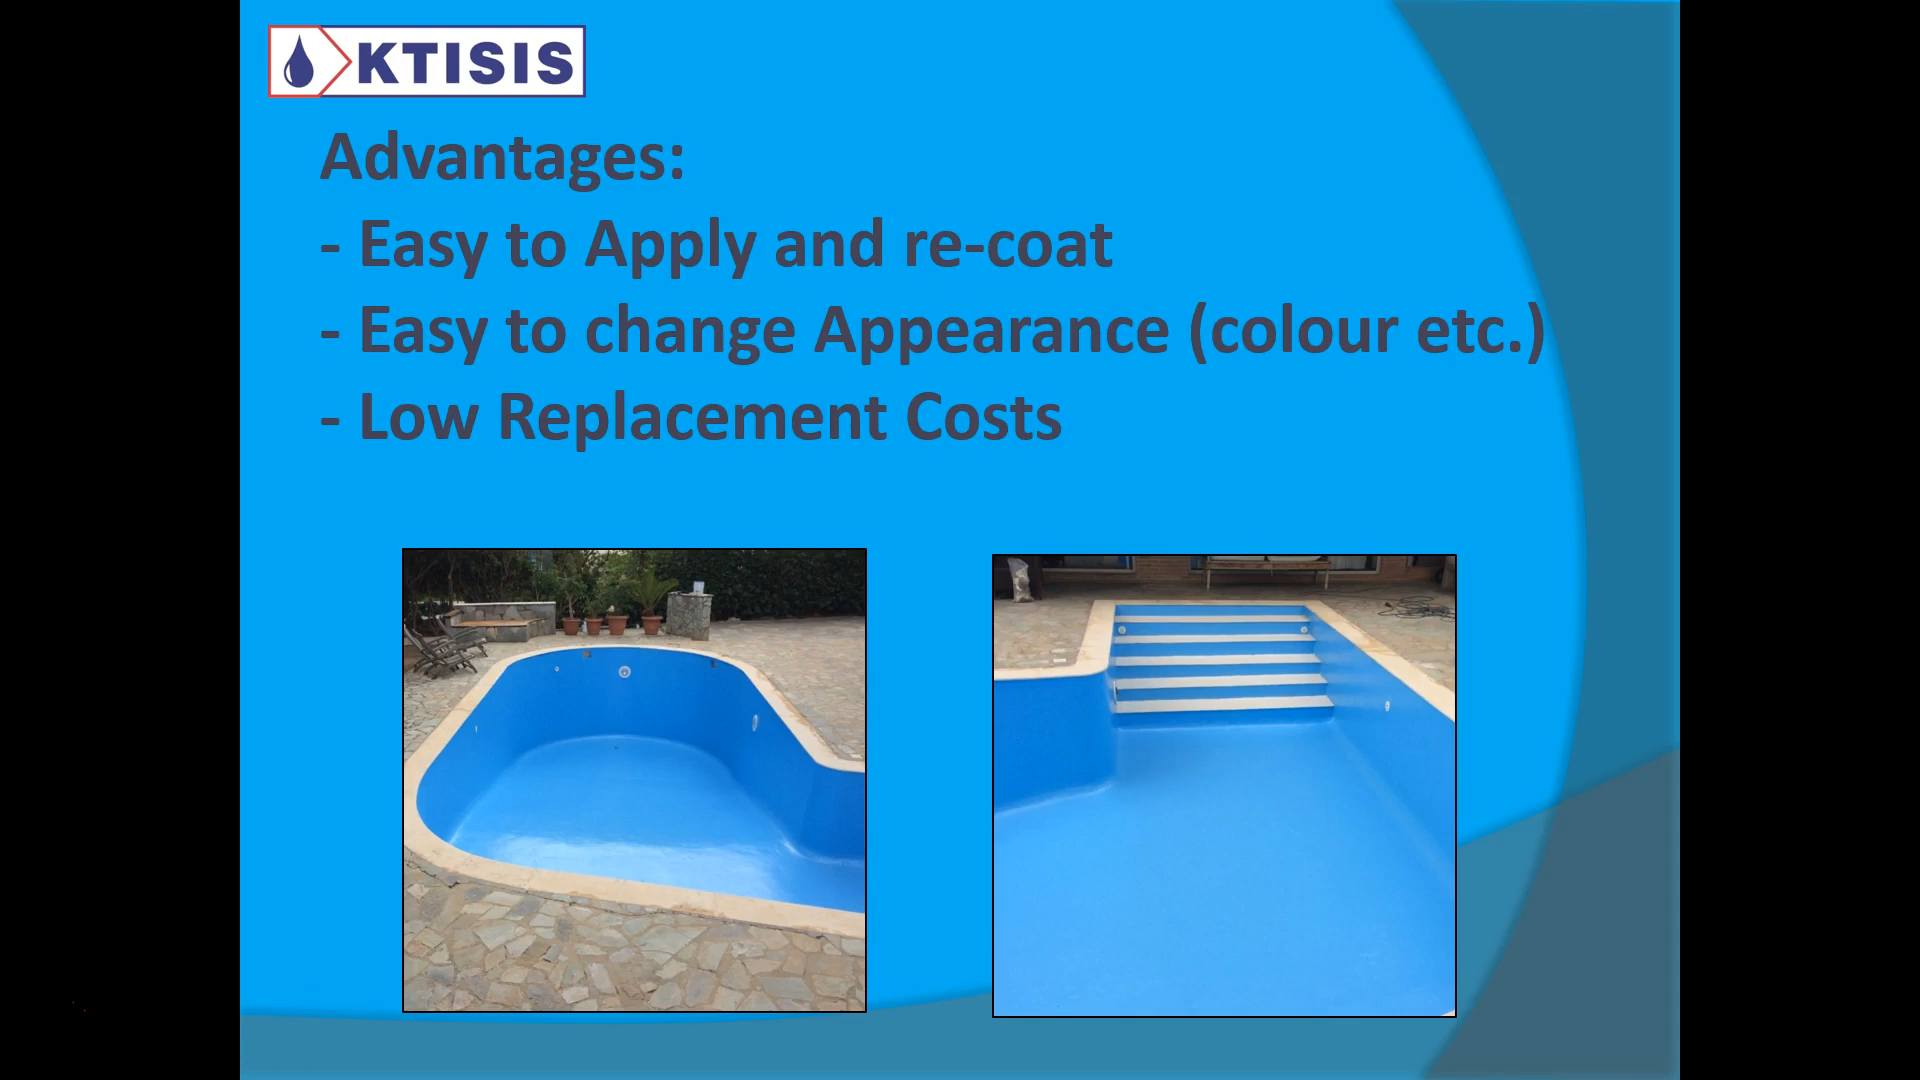 KTISIS
Advantages:
- Easy to Apply and re-coat
- Easy to change Appearance (colour etc.)
- Low Replacement Costs